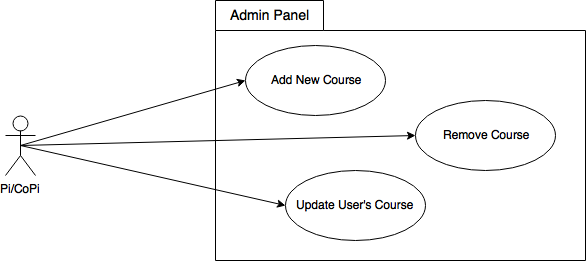 Admin Panel
Add New Course
Remove Course
Pi/CoPi
Update User's Course